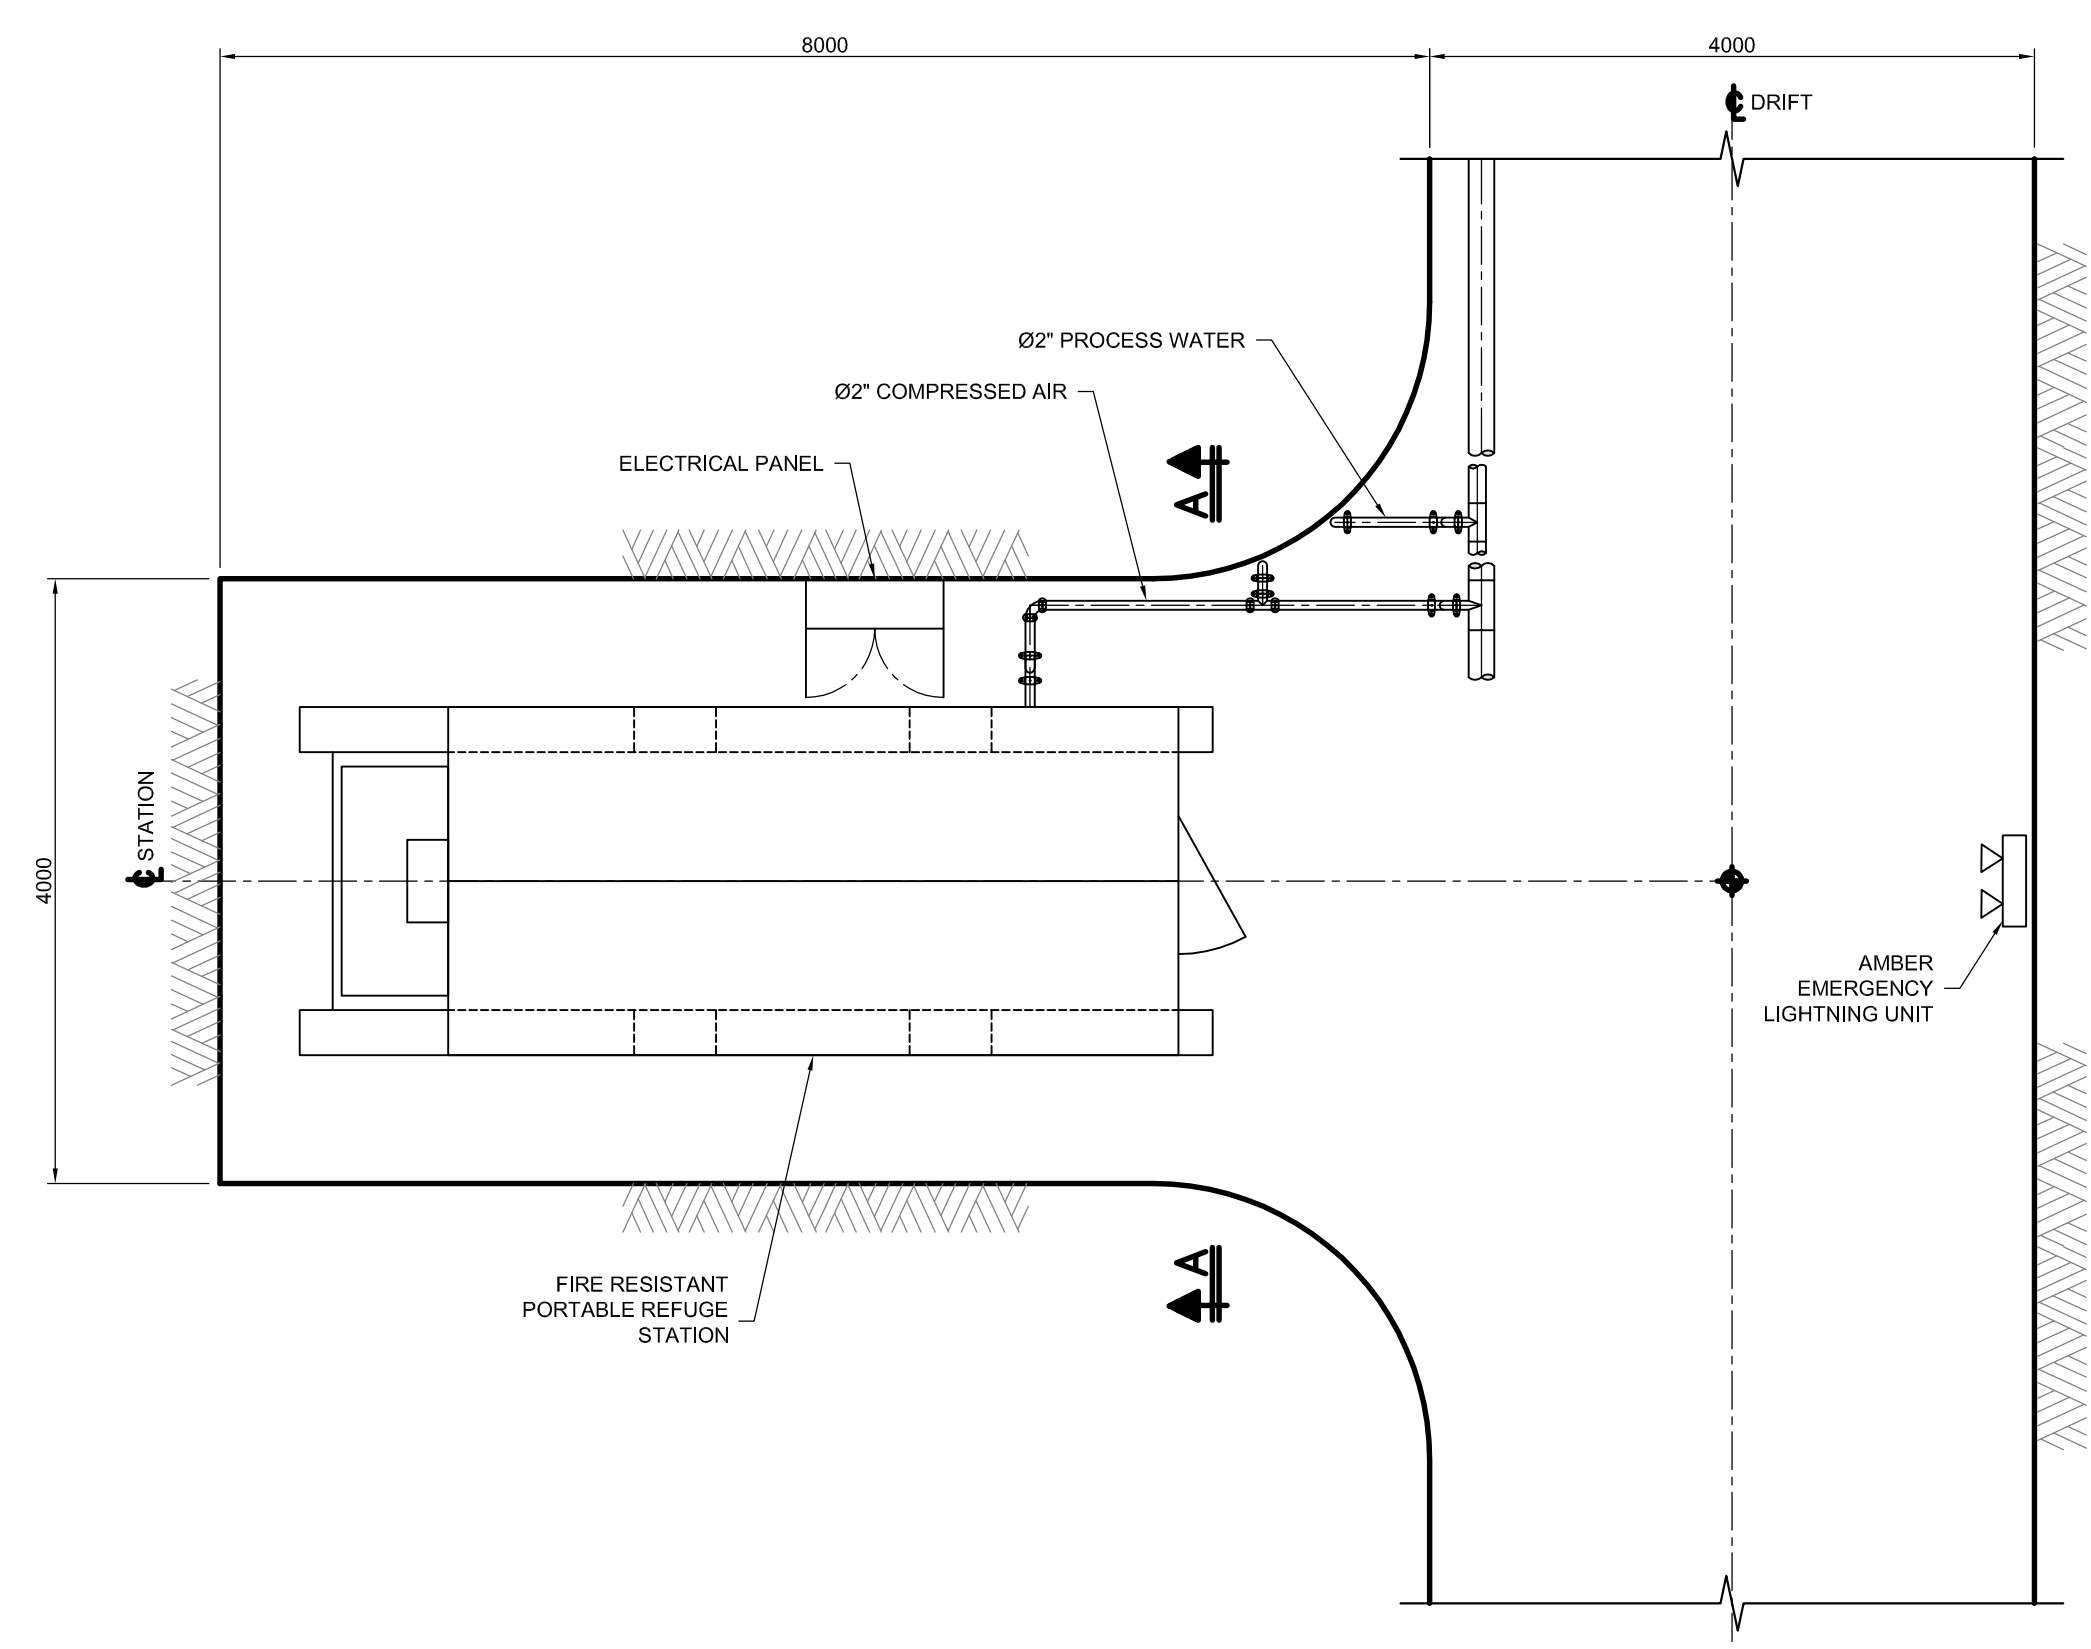 8000
4000
℄ DRIFT
Ø2" PROCESS WATER
Ø2" COMPRESSED AIR
ELECTRICAL PANEL
A
℄ STATION
4000
AMBER
EMERGENCY
LIGHTNING UNIT
A
FIRE RESISTANT
PORTABLE REFUGE
STATION